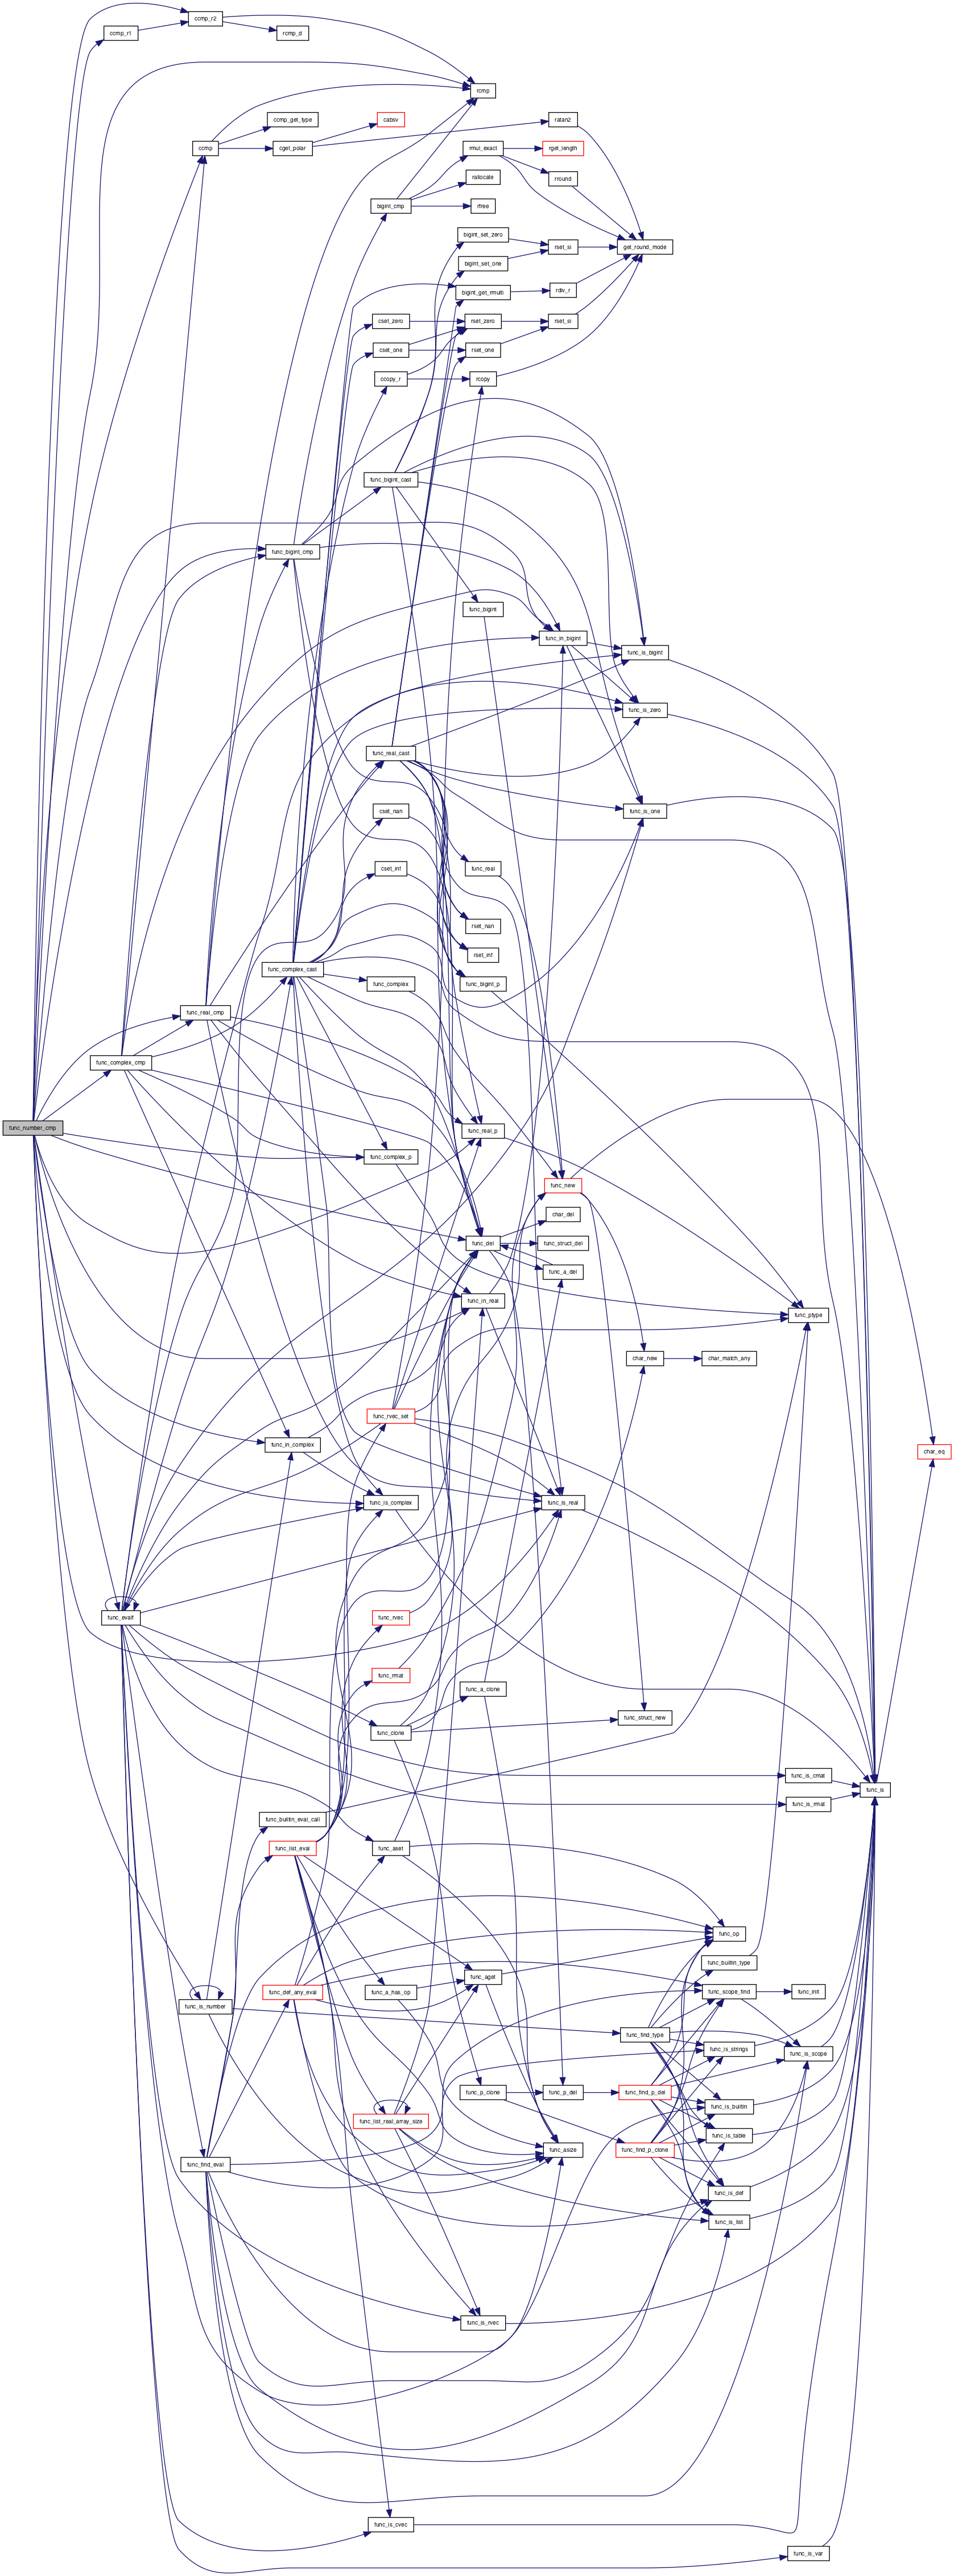 ccmp_r2
ccmp_r1
rcmp_d
rcmp
ccmp_get_type
cabsv
ratan2
ccmp
cget_polar
rmul_exact
rget_length
rallocate
rround
bigint_cmp
rfree
bigint_set_zero
rset_si
get_round_mode
bigint_set_one
bigint_get_rmulti
rdiv_r
cset_zero
rset_zero
rset_si
cset_one
rset_one
ccopy_r
rcopy
func_bigint_cast
func_bigint_cmp
func_bigint
func_in_bigint
func_is_bigint
func_is_zero
func_real_cast
cset_nan
func_is_one
cset_inf
func_real
rset_nan
rset_inf
func_complex_cast
func_complex
func_bigint_p
func_real_cmp
func_complex_cmp
func_number_cmp
func_real_p
func_complex_p
func_new
char_del
func_del
func_struct_del
func_a_del
func_in_real
func_ptype
char_new
char_match_any
func_rvec_set
func_in_complex
char_eq
func_is_complex
func_is_real
func_evalf
func_rvec
func_rmat
func_a_clone
func_struct_new
func_clone
func_is_cmat
func_is
func_is_rmat
func_builtin_eval_call
func_list_eval
func_aset
func_op
func_builtin_type
func_aget
func_def_any_eval
func_a_has_op
func_scope_find
func_init
func_is_number
func_find_type
func_is_strings
func_is_scope
func_p_clone
func_p_del
func_find_p_del
func_is_builtin
func_list_real_array_size
func_is_table
func_asize
func_find_p_clone
func_find_eval
func_is_def
func_is_list
func_is_rvec
func_is_cvec
func_is_var